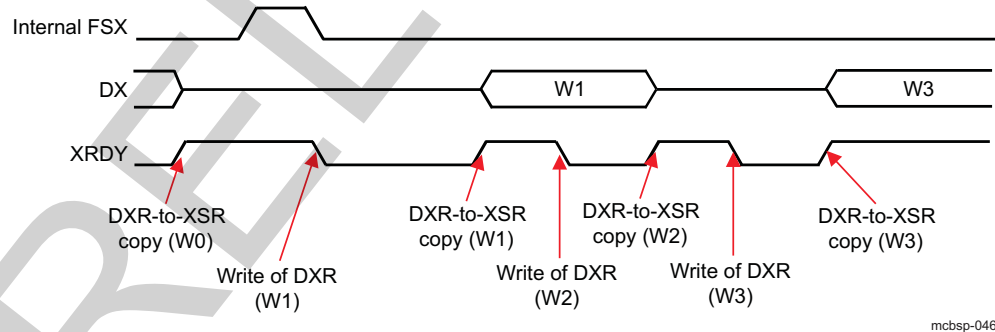 Internal FSX
DX
W1
W3
XRDY
DXR-to-XSR
copy (W0)
Write of DXR
(W1)
DXR-to-XSR
copy (W1)
Write of DXR
(W2)
DXR-to-XSR
copy (W2)
Write of DXR
(W3)
DXR-to-XSR
copy (W3)
mcbsp-046